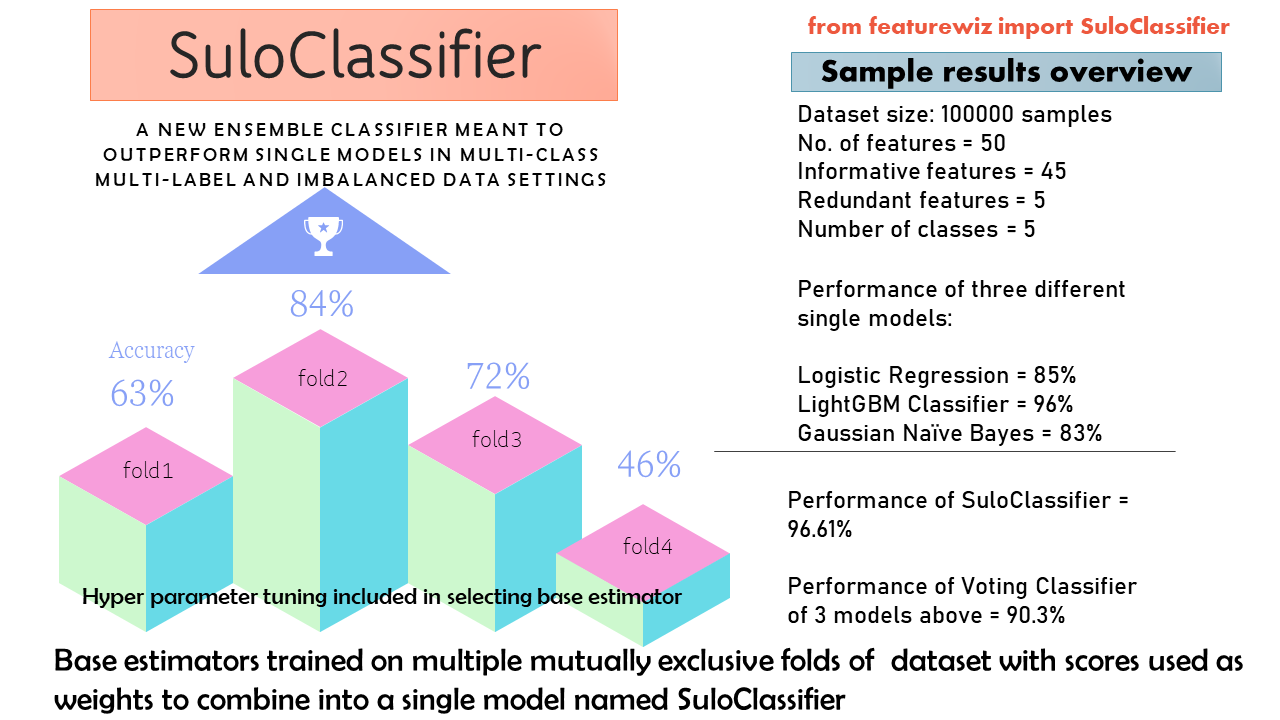 SuloClassifier
A NEW ENSEMBLE CLASSIFIER MEANT TO
OUTPERFORM SINGLE MODELS IN MULTI-CLASS
MULTI-LABEL AND IMBALANCED DATA SETTINGS
84%
Accuracy
63%
72%
46%
fold1
fold2
fold3
fold4
Hyper parameter tuning included in selecting base estimator
from featurewiz import SuloClassifier
Sample results overview
Dataset size: 100000 samples
No. of features = 50
Informative features = 45
Redundant features = 5
Number of classes = 5
Performance of three different
single models:
Logistic Regression = 85%
LightGBM Classifier = 96%
Gaussian Naïve Bayes = 83%
Performance of SuloClassifier =
96.61%
Performance of Voting Classifier
of 3 models above = 90.3%
Base estimators trained on multiple mutually exclusive folds of  dataset with scores used as
weights to combine into a single model named SuloClassifier